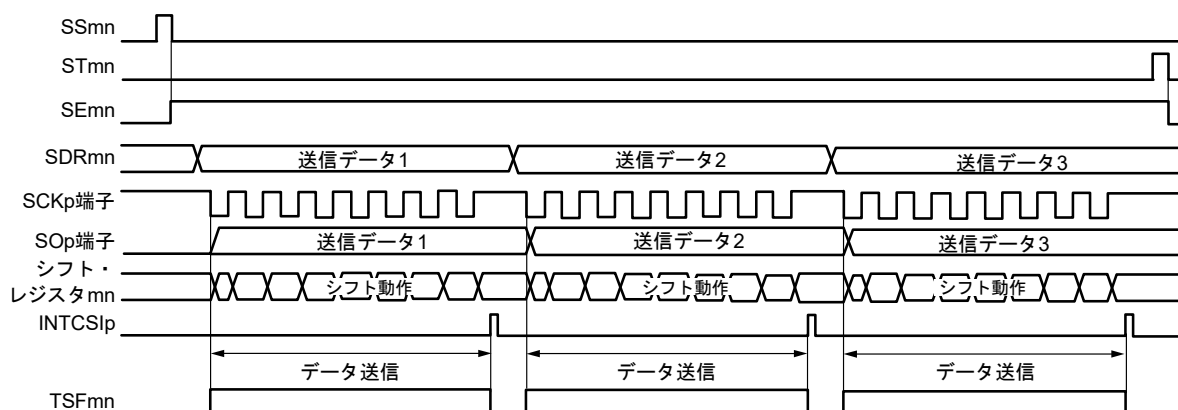 SSmn
STmn
SEmn
SDRmn 送信データ1 送信データ2 送信データ3
SCKp端子
SOp端子 送信データ1 送信データ2 送信データ3
シフト・
レジスタmn シフト動作 シフト動作 シフト動作
INTCSIp
データ送信 データ送信 データ送信
TSFmn